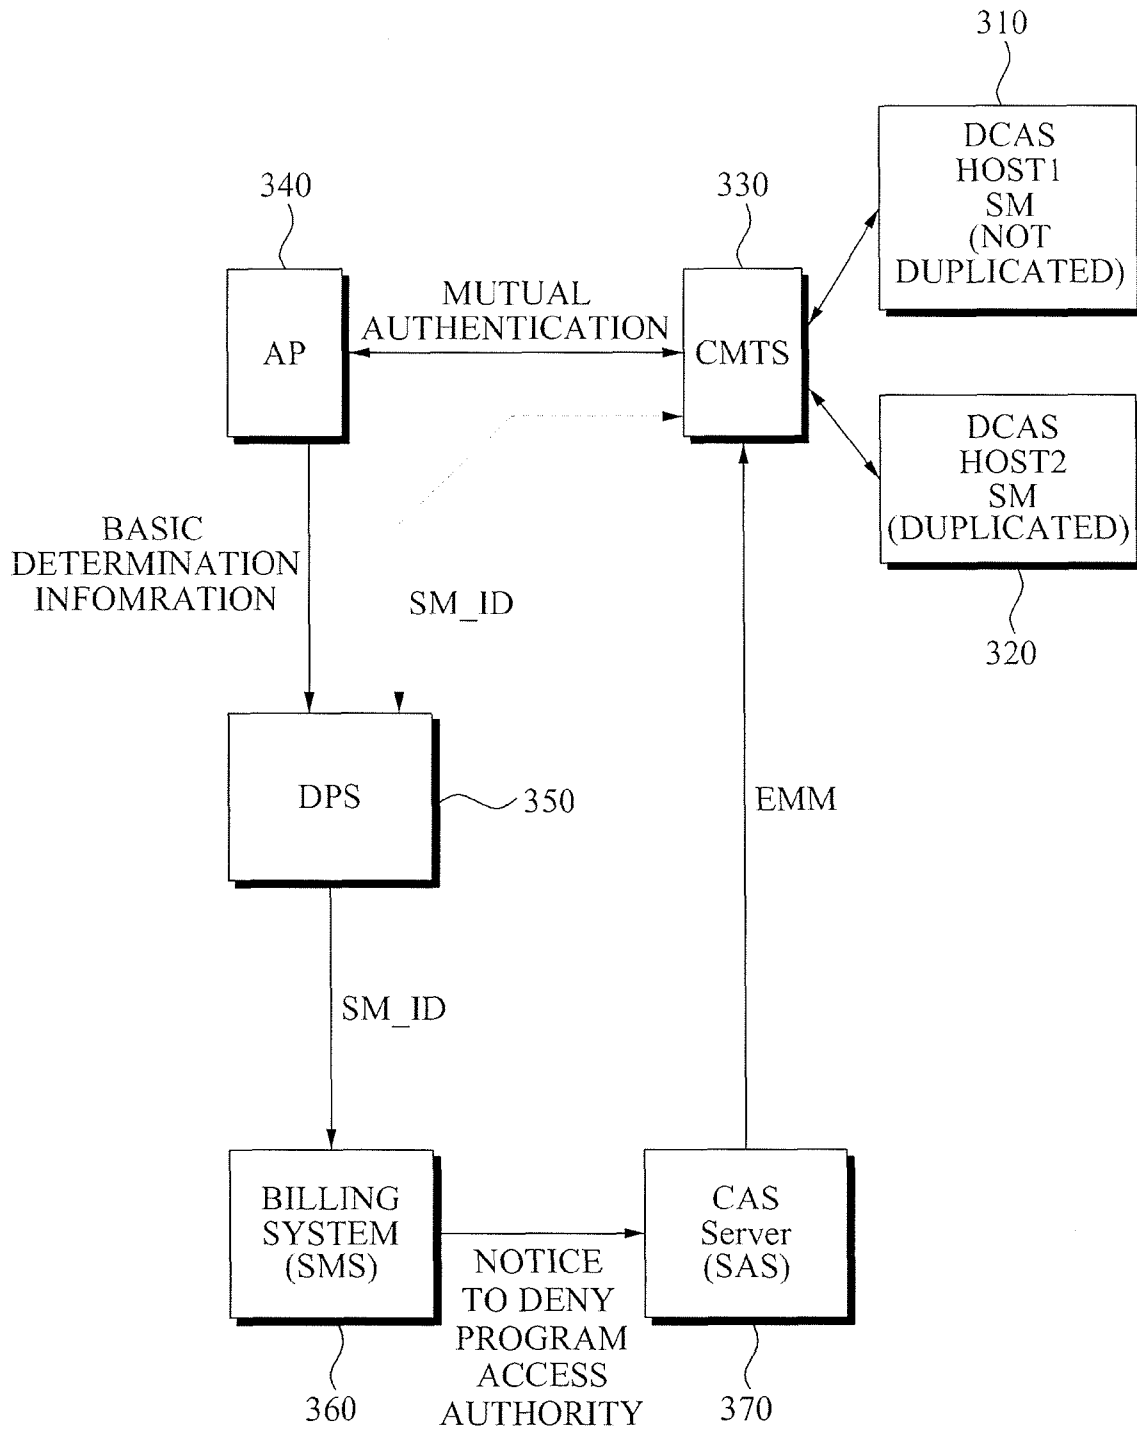 310
DCAS
HOST1
SM
(NOT
DUPLICATED)
340
330
AP
MUTUAL
AUTHENTICATION
CMTS
DCAS
HOST2
SM
(DUPLICATED)
320
BASIC
DETERMINATION
INFOMRATION
SM_ID
DPS
350
EMM
SM_ID
BILLING
SYSTEM
(SMS)
360
NOTICE
TO DENY
PROGRAM
ACCESS
AUTHORITY
CAS
Server
(SAS)
370